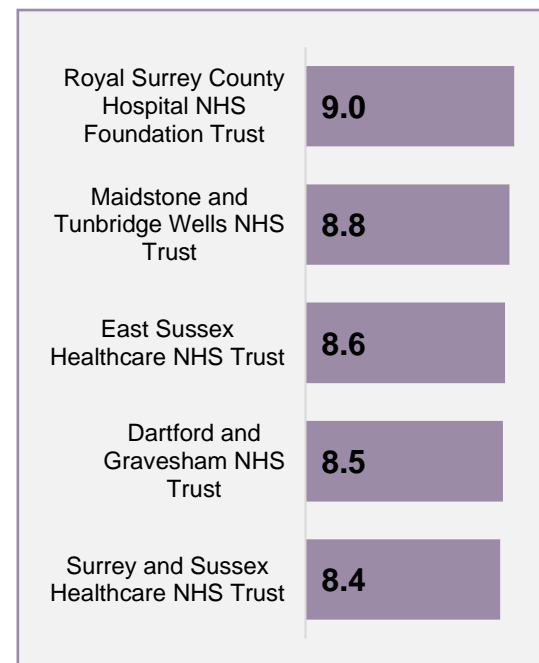 Royal Surrey County
Hospital NHS
Foundation Trust
9.0
Maidstone and
Tunbridge Wells NHS
Trust
8.8
East Sussex
Healthcare NHS Trust
8.6
Dartford and
Gravesham NHS
Trust
8.5
Surrey and Sussex
Healthcare NHS Trust
8.4